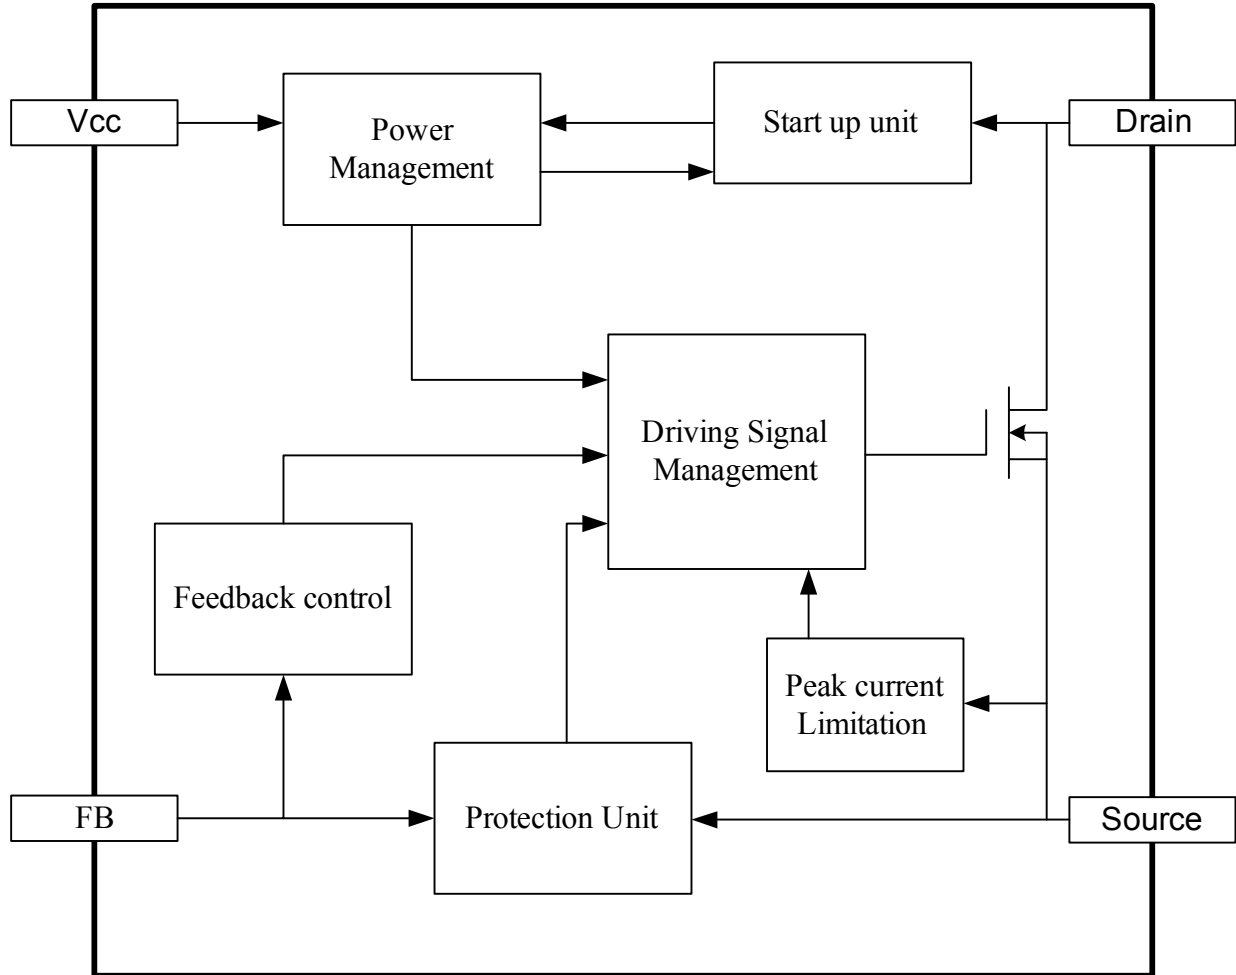 Vcc
Power
Management
Start up unit
Drain
Driving Signal
Management
Feedback control
Peak current
Limitation
FB
Protection Unit
Source